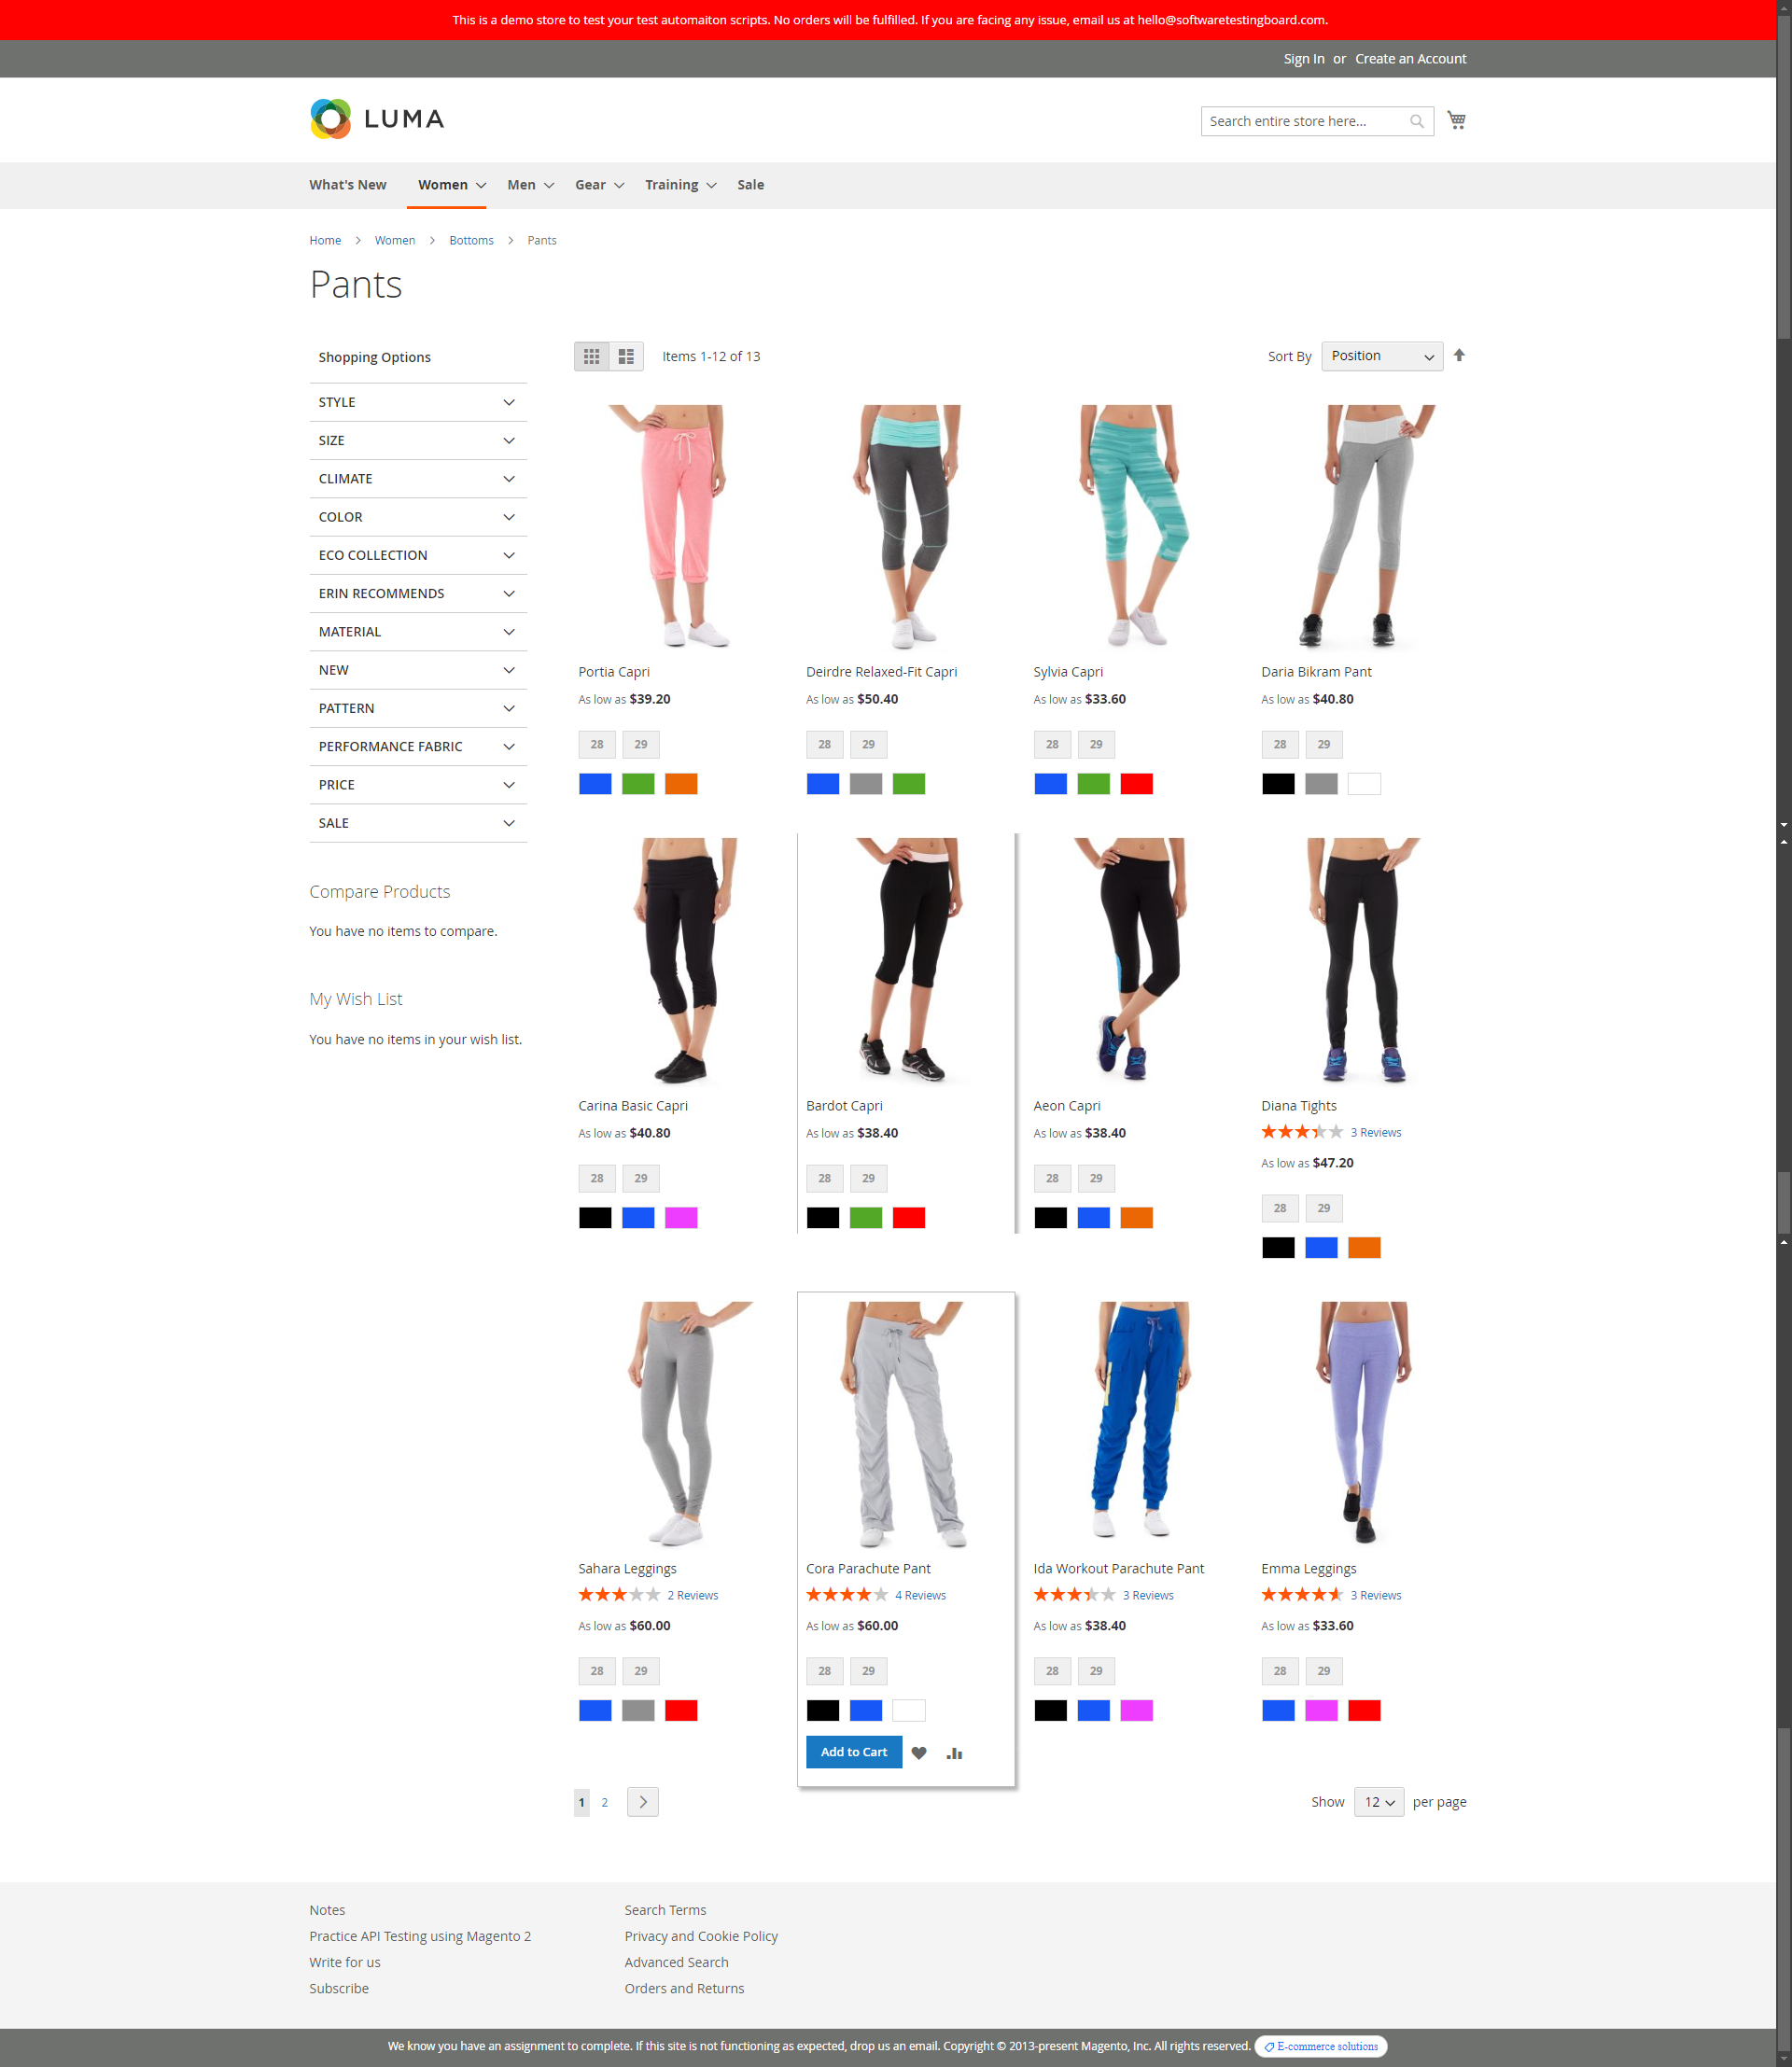 This is a demo store to test your test automaiton scripts. No orders will be fulfilled. If you are facing any issue, email us at hello@softwaretestingboard.com.
Sign In or Create an Account
LUMA
Search entire store here...
What's New Women Men Gear Training Sale
Home > Women > Bottoms > Pants
Pants
Shopping Options
STYLE
SIZE
CLIMATE
COLOR
ECO COLLECTION
ERIN RECOMMENDS
MATERIAL
NEW
PATTERN
PERFORMANCE FABRIC
PRICE
SALE
Compare Products
You have no items to compare.
My Wish List
You have no items in your wish list.
Items 1-12 of 13
Sort By Position
Portia Capri
As low as $39.20
28 29
Deirdre Relaxed-Fit Capri
As low as $50.40
28 29
Sylvia Capri
As low as $33.60
28 29
Daria Bikram Pant
As low as $40.80
28 29
Carina Basic Capri
As low as $40.80
28 29
Bardot Capri
As low as $38.40
28 29
Aeon Capri
As low as $38.40
28 29
Diana Tights
3 Reviews
As low as $47.20
28 29
Sahara Leggings
2 Reviews
As low as $60.00
28 29
Cora Parachute Pant
4 Reviews
As low as $60.00
28 29
Add to Cart
Ida Workout Parachute Pant
3 Reviews
As low as $38.40
28 29
Emma Leggings
3 Reviews
As low as $33.60
28 29
1 2
Show 12 per page
Notes
Practice API Testing using Magento 2
Write for us
Subscribe
Search Terms
Privacy and Cookie Policy
Advanced Search
Orders and Returns
We know you have an assignment to complete. If this site is not functioning as expected, drop us an email. Copyright © 2013-present Magento, Inc. All rights reserved. E-commerce solutions